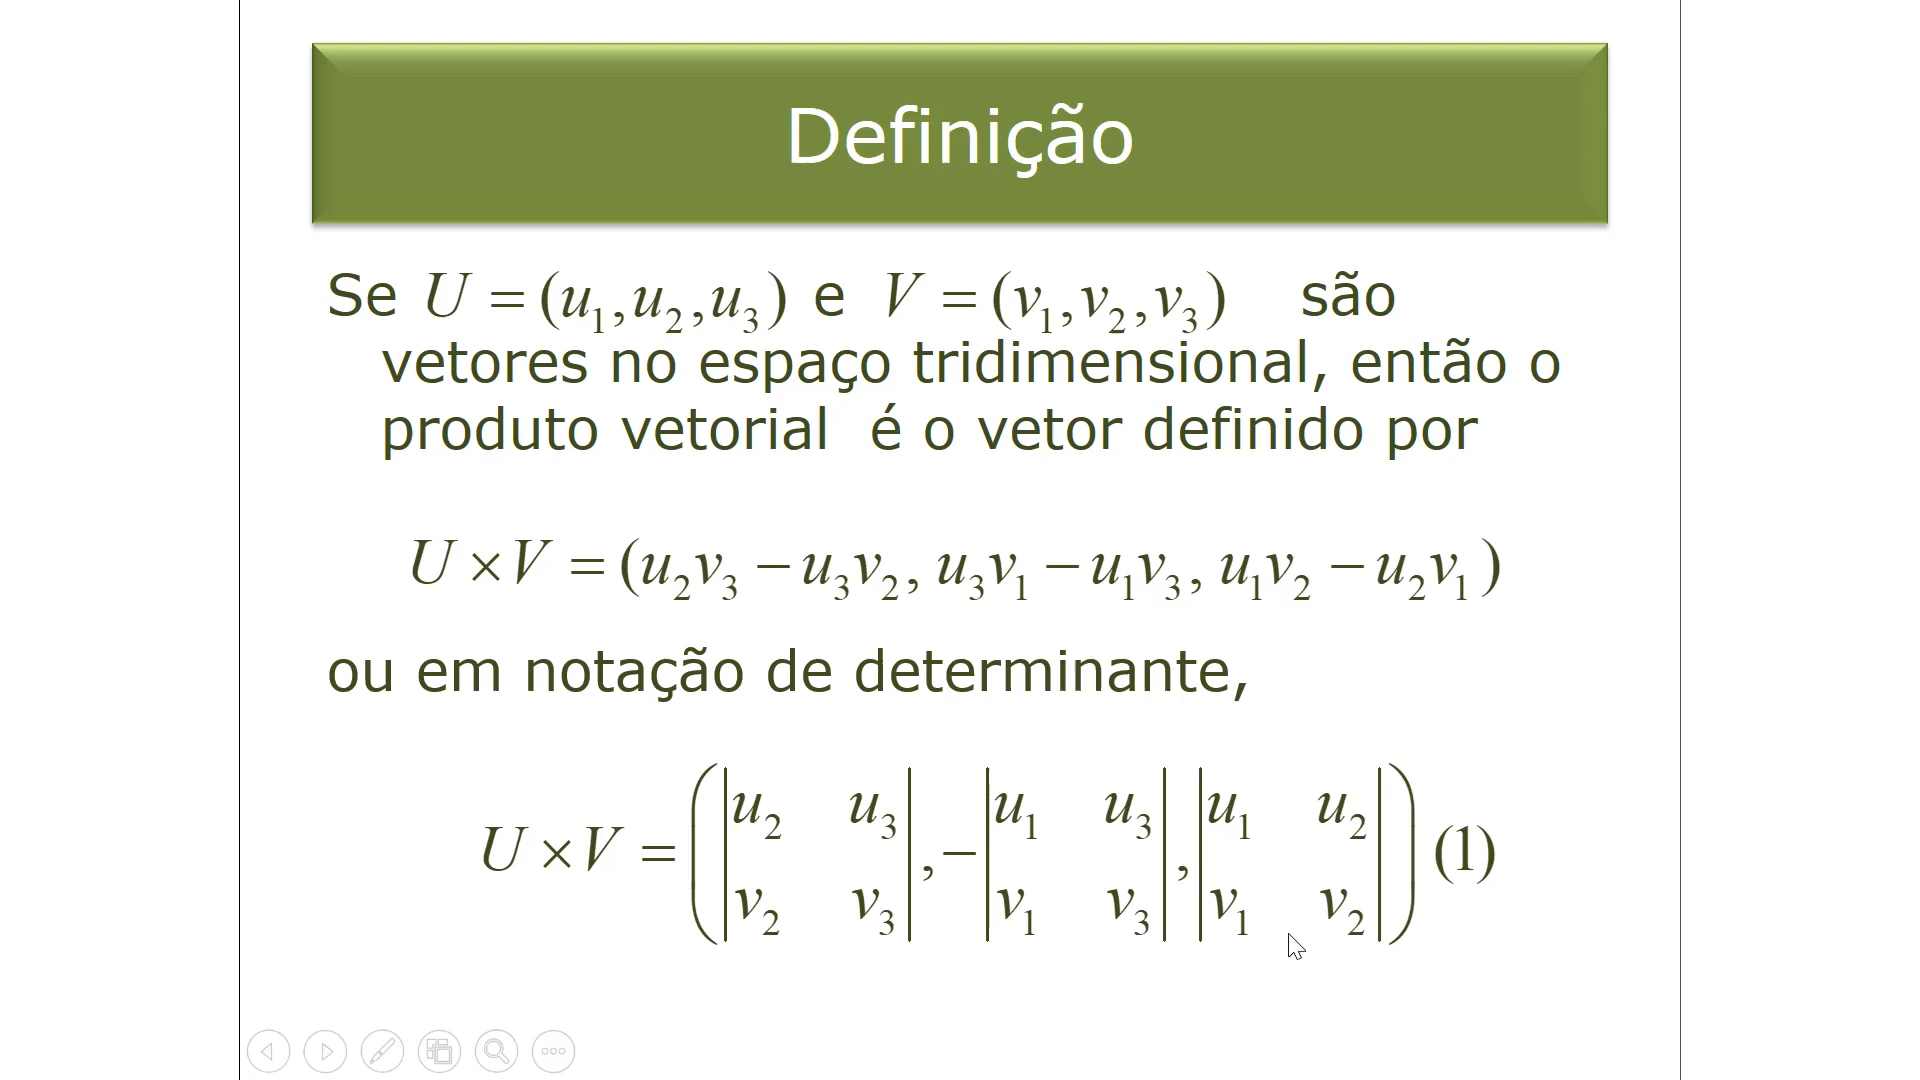 Definição
Se U = (u₁,u₂,u₃) e V = (v₁,v₂,v₃) são
vetores no espaço tridimensional, então o
produto vetorial é o vetor definido por
U × V = (u₂v₃ − u₃v₂, u₃v₁ − u₁v₃, u₁v₂ − u₂v₁)
ou em notação de determinante,
U × V = (|u₂ u₃; v₂ v₃|, −|u₁ u₃; v₁ v₃|, |u₁ u₂; v₁ v₂|) (1)